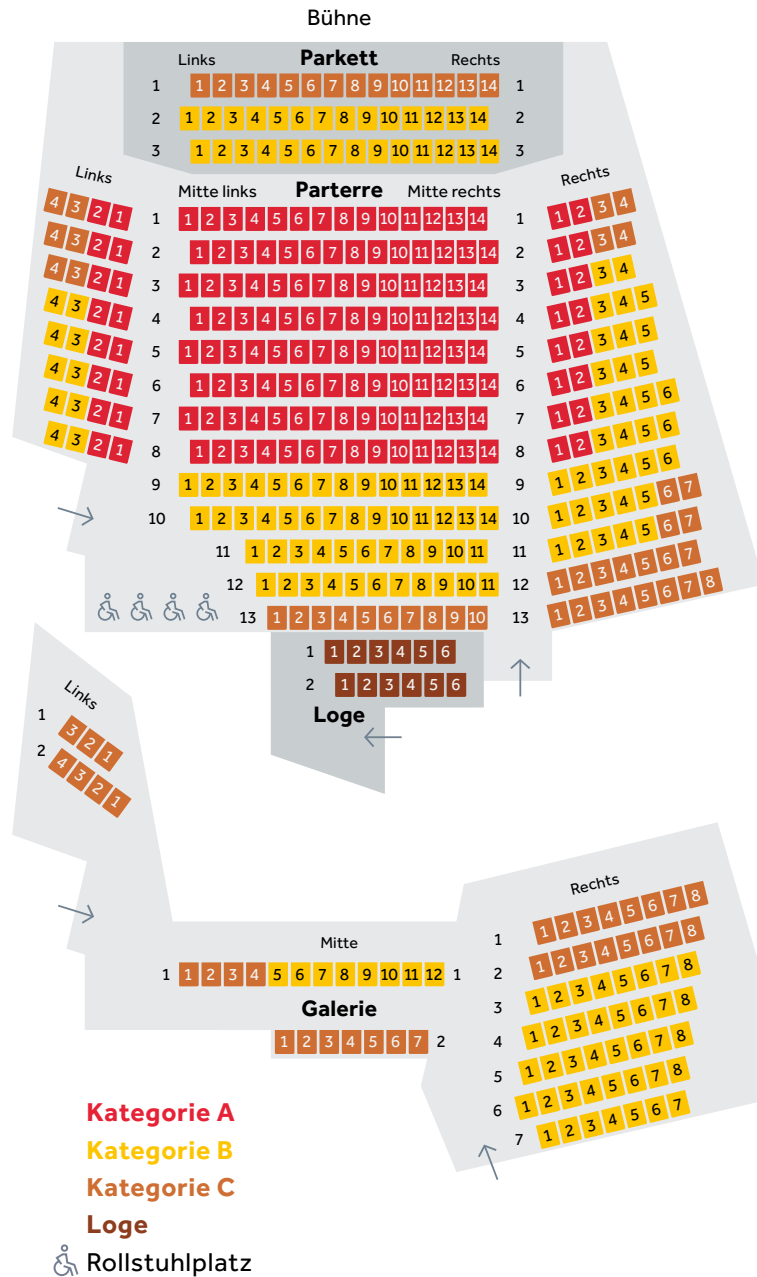 Bühne
Links Parkett Rechts
1 1 2 3 4 5 6 7 8 9 10 11 12 13 14 1
2 1 2 3 4 5 6 7 8 9 10 11 12 13 14 2
3 1 2 3 4 5 6 7 8 9 10 11 12 13 14 3
Links Mitte links Parterre Mitte rechts Rechts
4 3 2 1 1 1 2 3 4 5 6 7 8 9 10 11 12 13 14 1 1 2 3 4
4 3 2 1 2 1 2 3 4 5 6 7 8 9 10 11 12 13 14 2 1 2 3 4
4 3 2 1 3 1 2 3 4 5 6 7 8 9 10 11 12 13 14 3 1 2 3 4
4 3 2 1 4 1 2 3 4 5 6 7 8 9 10 11 12 13 14 4 1 2 3 4 5
4 3 2 1 5 1 2 3 4 5 6 7 8 9 10 11 12 13 14 5 1 2 3 4 5
4 3 2 1 6 1 2 3 4 5 6 7 8 9 10 11 12 13 14 6 1 2 3 4 5
4 3 2 1 7 1 2 3 4 5 6 7 8 9 10 11 12 13 14 7 1 2 3 4 5 6
4 3 2 1 8 1 2 3 4 5 6 7 8 9 10 11 12 13 14 8 1 2 3 4 5 6
9 1 2 3 4 5 6 7 8 9 10 11 12 13 14 9 1 2 3 4 5 6
10 1 2 3 4 5 6 7 8 9 10 11 12 13 14 10 1 2 3 4 5 6 7
11 1 2 3 4 5 6 7 8 9 10 11 11 1 2 3 4 5 6 7
12 1 2 3 4 5 6 7 8 9 10 11 12 1 2 3 4 5 6 7
13 1 2 3 4 5 6 7 8 9 10 13 1 2 3 4 5 6 7 8
1 1 2 3 4 5 6
2 1 2 3 4 5 6
Loge
Links
1 3 2 1
2 4 3 2 1
Rechts
1 1 2 3 4 5 6 7 8
2 1 2 3 4 5 6 7 8
3 1 2 3 4 5 6 7 8
4 1 2 3 4 5 6 7 8
5 1 2 3 4 5 6 7 8
6 1 2 3 4 5 6 7 8
7 1 2 3 4 5 6 7
Mitte
1 1 2 3 4 5 6 7 8 9 10 11 12 1
Galerie
1 2 3 4 5 6 7 2
Kategorie A
Kategorie B
Kategorie C
Loge
Rollstuhlplatz